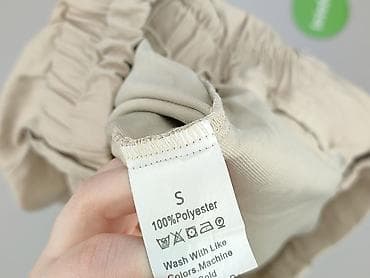 S
100%Polyester
Wash With Like
Colors.Machine